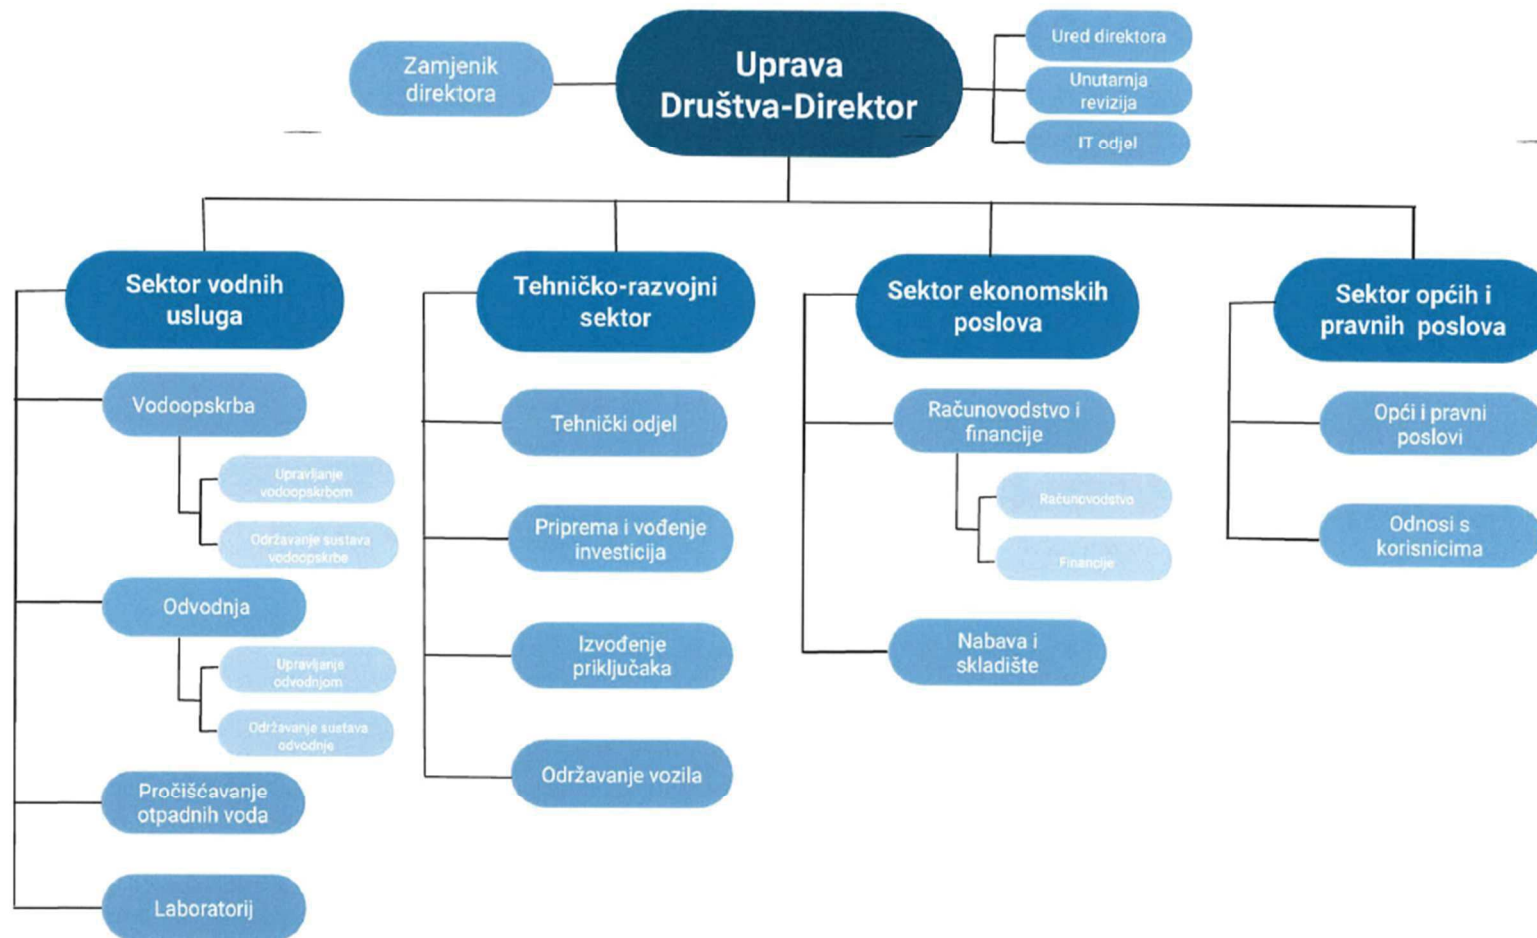 Zamjenik
direktora
Uprava
Društva-Direktor
Ured direktora
Unutarnja
revizija
IT odjel
Sektor vodnih
usluga
Vodoopskrba
Upravljanje
vodoopskrbom
Održavanje sustava
vodoopskrbe
Odvodnja
Upravljanje
odvodnjom
Održavanje sustava
odvodnje
Pročišćavanje
otpadnih voda
Laboratorij
Tehničko-razvojni
sektor
Tehnički odjel
Priprema i vođenje
investicija
Izvođenje
priključaka
Održavanje vozila
Sektor ekonomskih
poslova
Računovodstvo i
financije
Računovodstvo
Financije
Nabava i
skladište
Sektor općih i
pravnih poslova
Opći i pravni
poslovi
Odnosi s
korisnicima